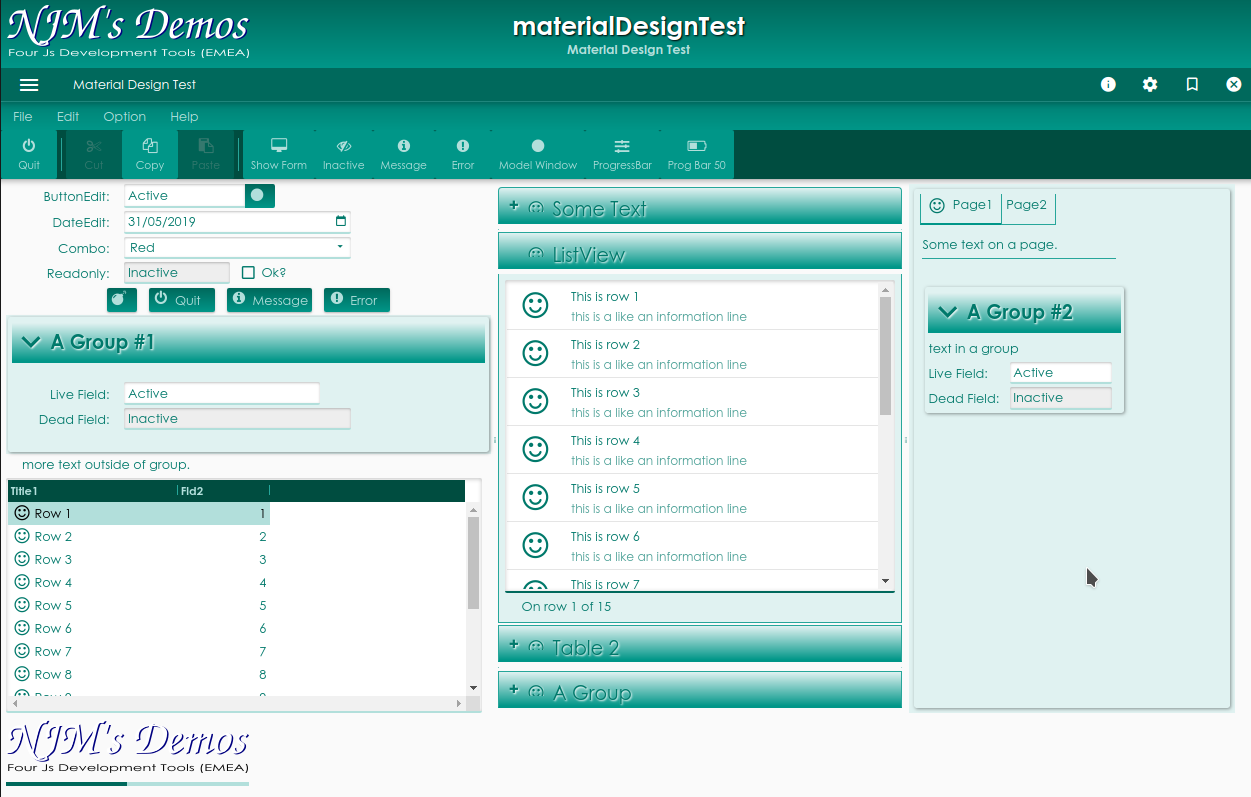 NJM's Demos
Four Js Development Tools (EMEA)
materialDesignTest
Material Design Test
Material Design Test
File Edit Option Help
Quit Cut Copy Paste Show Form Inactive Message Error Model Window ProgressBar Prog Bar 50
ButtonEdit: Active
DateEdit: 31/05/2019
Combo: Red
Readonly: Inactive Ok?
Quit Message Error
A Group #1
Live Field: Active
Dead Field: Inactive
more text outside of group.
Title1 Fld2
Row 1 1
Row 2 2
Row 3 3
Row 4 4
Row 5 5
Row 6 6
Row 7 7
Row 8 8
Some Text
ListView
This is row 1
this is a like an information line
This is row 2
this is a like an information line
This is row 3
this is a like an information line
This is row 4
this is a like an information line
This is row 5
this is a like an information line
This is row 6
this is a like an information line
This is row 7
On row 1 of 15
Table 2
A Group
Page1 Page2
Some text on a page.
A Group #2
text in a group
Live Field: Active
Dead Field: Inactive
NJM's Demos
Four Js Development Tools (EMEA)